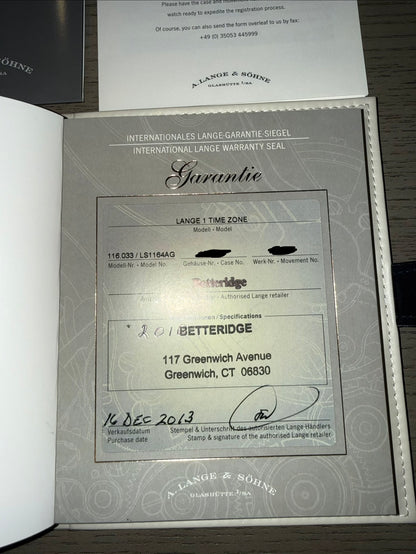 Please have the case and movement
watch ready to expedite the registration process.
Of course, you can also send the form overleaf to us by fax:
+49 (0) 35053 445999
A. LANGE & SÖHNE
GLASHÜTTE I/SA
SÖHNE
I/SA
INTERNATIONALES LANGE-GARANTIE-SIEGEL
INTERNATIONAL LANGE WARRANTY SEAL
Garantie
LANGE 1 TIME ZONE
Modell - Model
116.033 / LS1164AG
Modell-Nr. - Model No. Gehäuse-Nr. - Case No. Werk-Nr. - Movement No.
Betteridge
- Authorised Lange retailer
/ Specifications
BETTERIDGE
117 Greenwich Avenue
Greenwich, CT 06830
16 DEC 2013
Verkaufsdatum Stempel & Unterschrift des autorisierten Lange-Händlers
Purchase date Stamp & signature of the authorised Lange retailer
A. LANGE & SÖHNE
GLASHÜTTE I/SA